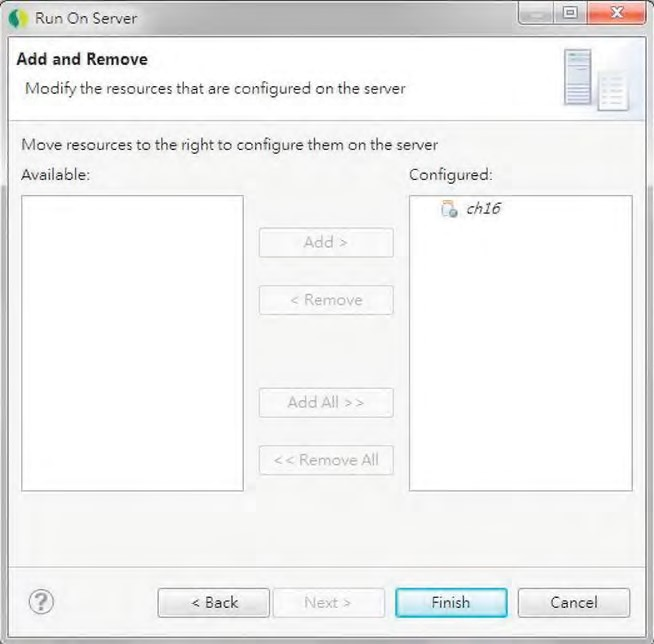 Run On Server
Add and Remove
Modify the resources that are configured on the server
Move resources to the right to configure them on the server
Available:
Configured:
ch16
Add >
< Remove
Add All >>
<< Remove All
?
< Back
Next >
Finish
Cancel